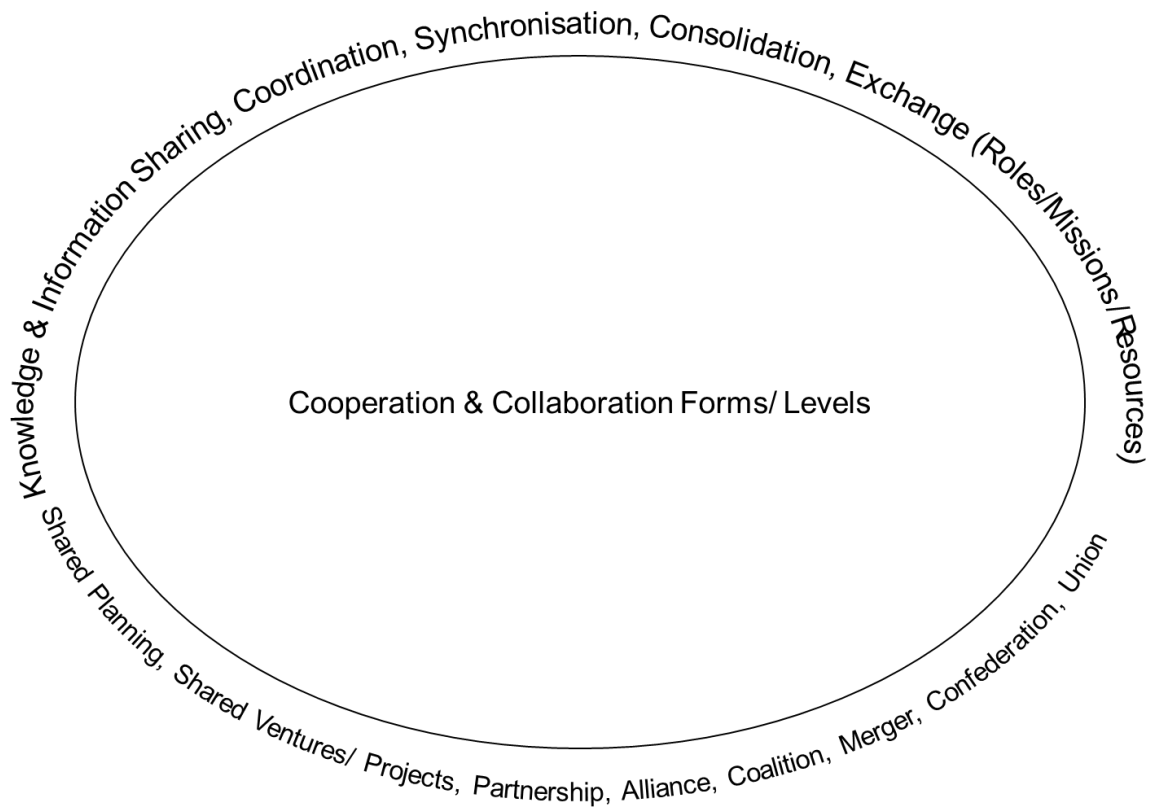 Knowledge & Information Sharing, Coordination, Synchronisation, Consolidation, Exchange (Roles/Missions/Resources)
Cooperation & Collaboration Forms/ Levels
Shared Planning, Shared Ventures/ Projects, Partnership, Alliance, Coalition, Merger, Confederation, Union